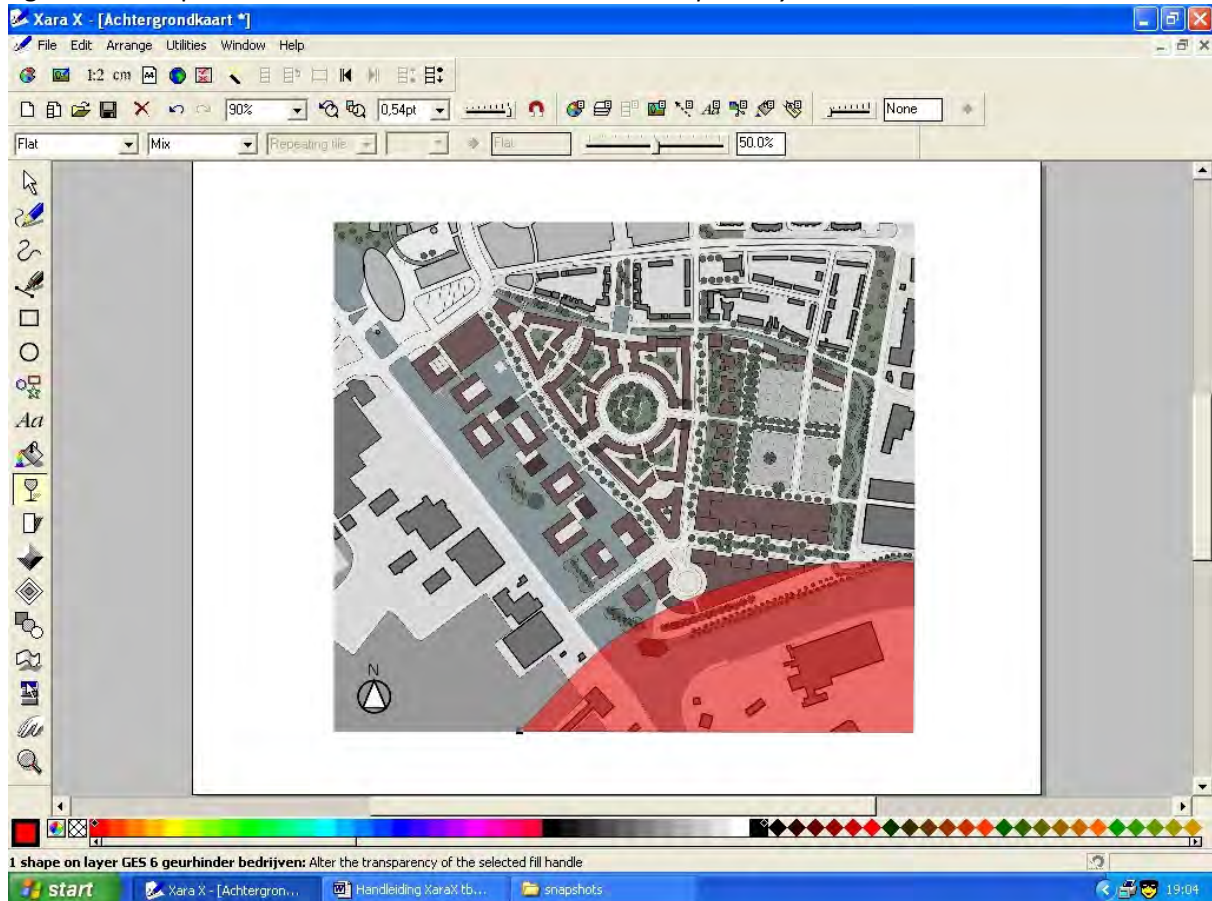 Xara X - [Achtergrondkaart *]
File Edit Arrange Utilities Window Help
1:2 cm
90% 0,54pt None
Flat Mix Repeating tile Flat 50.0%
Aa
N
1 shape on layer GES 6 geurhinder bedrijven: Alter the transparency of the selected fill handle
start Xara X - [Achtergron... Handleiding XaraX tb... snapshots 19:04